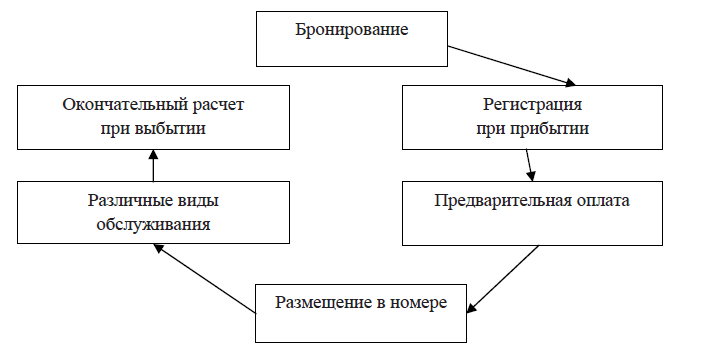 Бронирование
Регистрация
при прибытии
Предварительная оплата
Размещение в номере
Различные виды
обслуживания
Окончательный расчет
при выбытии